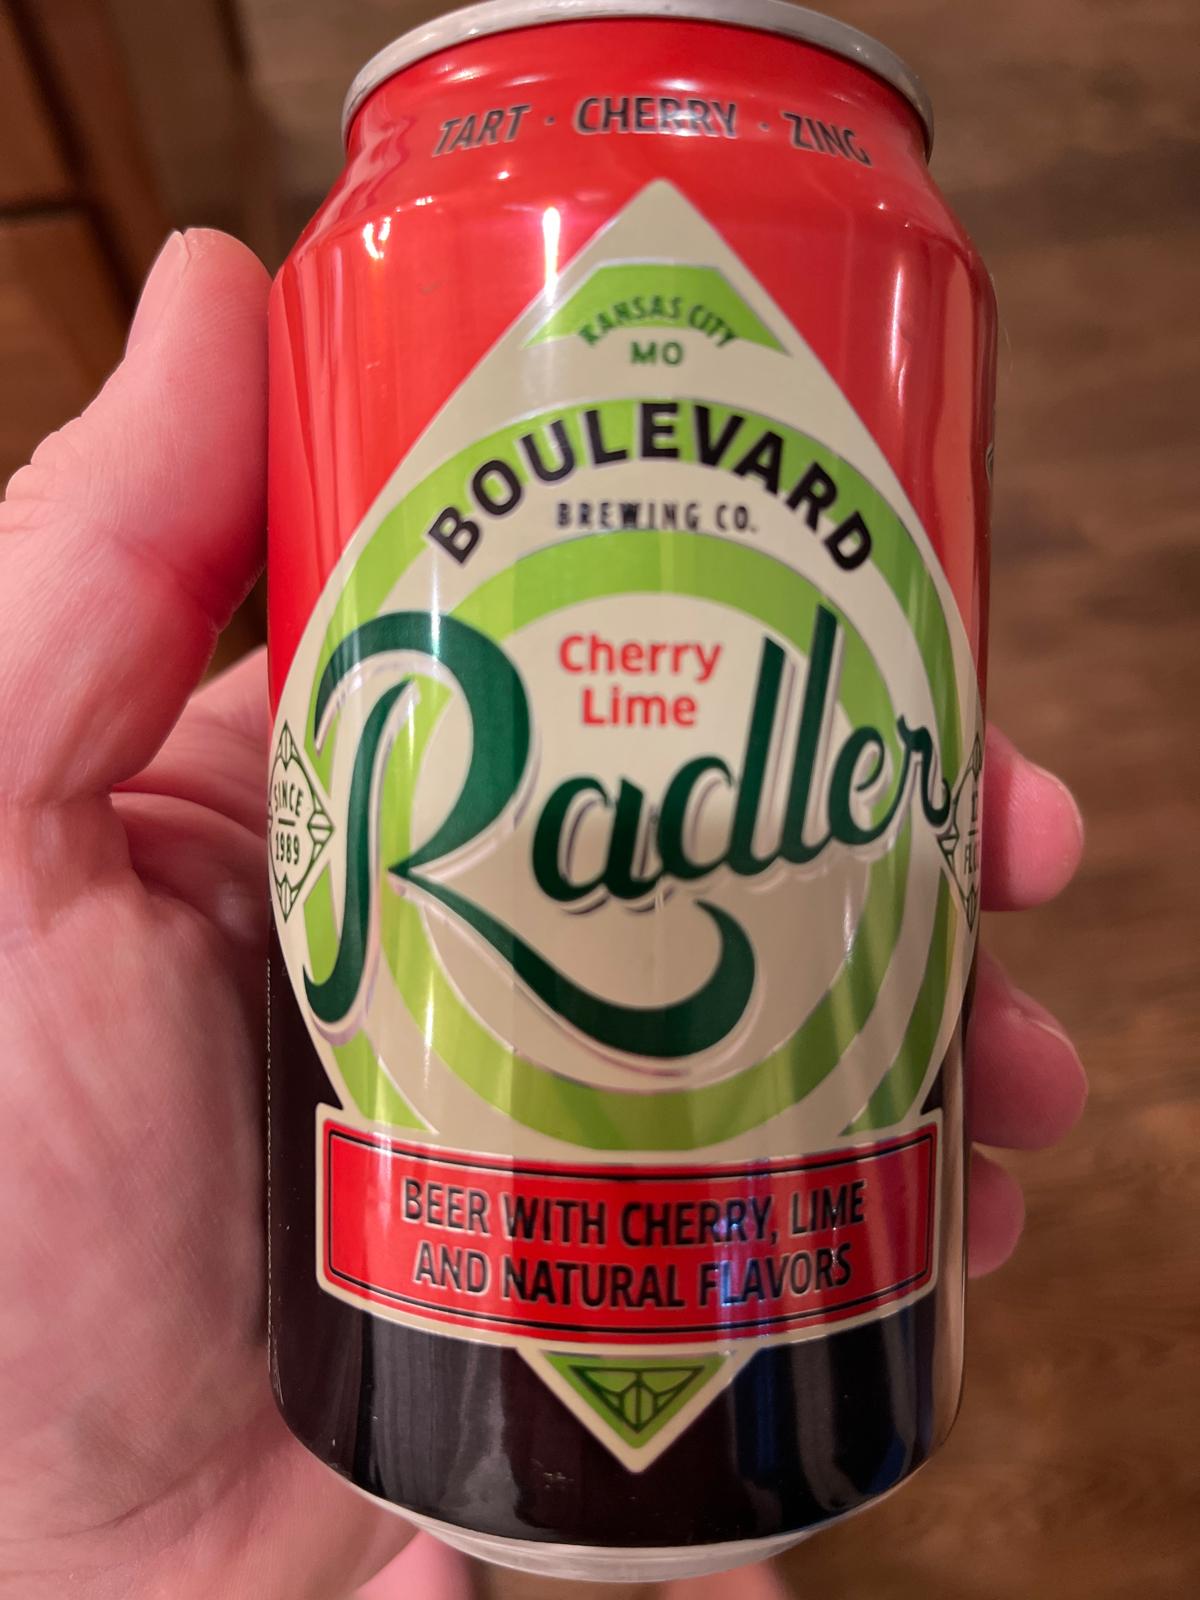 TART · CHERRY · ZING
KANSAS CITY
MO
BOULEVARD
BREWING CO.
Cherry
Lime
Radler
SINCE
1989
BEER WITH CHERRY, LIME
AND NATURAL FLAVORS